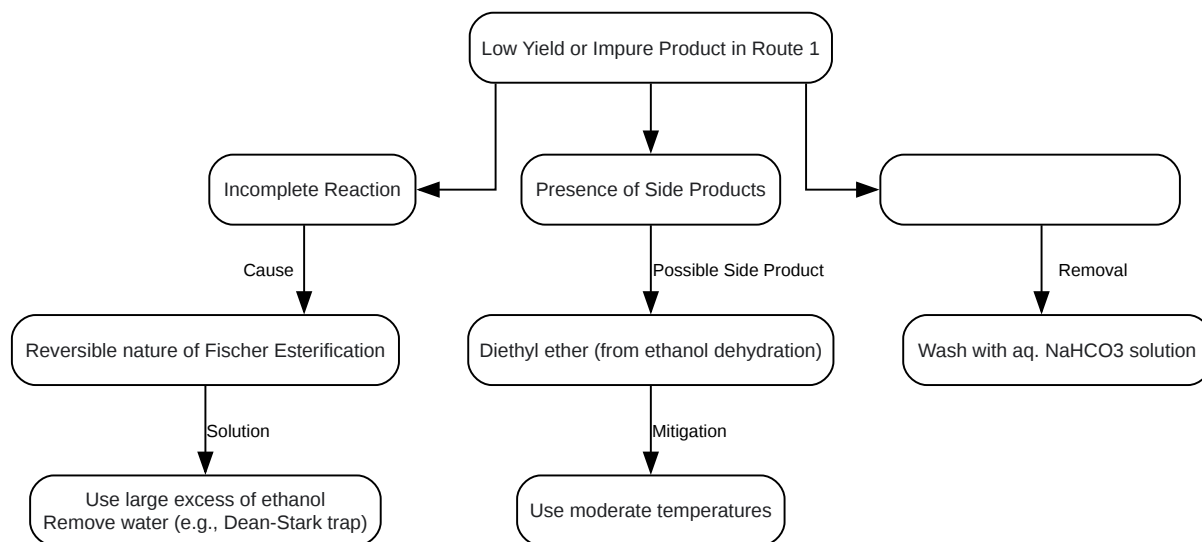 Low Yield or Impure Product in Route 1
Incomplete Reaction
Presence of Side Products
Cause
Possible Side Product
Removal
Reversible nature of Fischer Esterification
Diethyl ether (from ethanol dehydration)
Wash with aq. NaHCO3 solution
Solution
Mitigation
Use large excess of ethanol
Remove water (e.g., Dean-Stark trap)
Use moderate temperatures